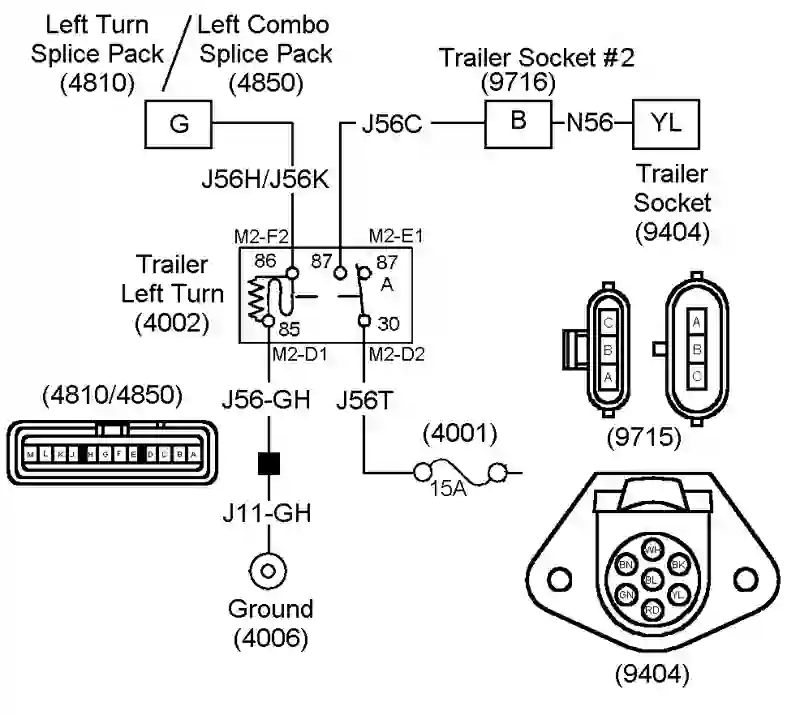 Left Turn
Splice Pack
(4810)
Left Combo
Splice Pack
(4850)
Trailer Socket #2
(9716)
G
J56C
B
N56
YL
J56H/J56K
Trailer
Socket
(9404)
M2-F2
M2-E1
Trailer
Left Turn
(4002)
86
87
87
A
85
30
M2-D1
M2-D2
(4810/4850)
J56-GH
J56T
M L K J H G F E D C B A
(4001)
15A
C
B
A
A
B
C
(9715)
J11-GH
Ground
(4006)
WH
BN
BK
BL
GN
YL
RD
(9404)